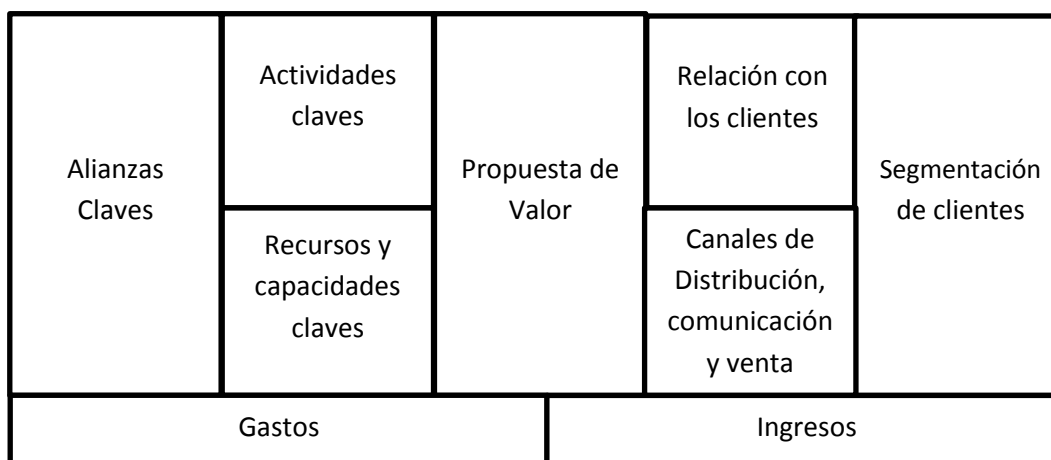 Alianzas
Claves
Actividades
claves
Recursos y
capacidades
claves
Propuesta de
Valor
Relación con
los clientes
Canales de
Distribución,
comunicación
y venta
Segmentación
de clientes
Gastos
Ingresos